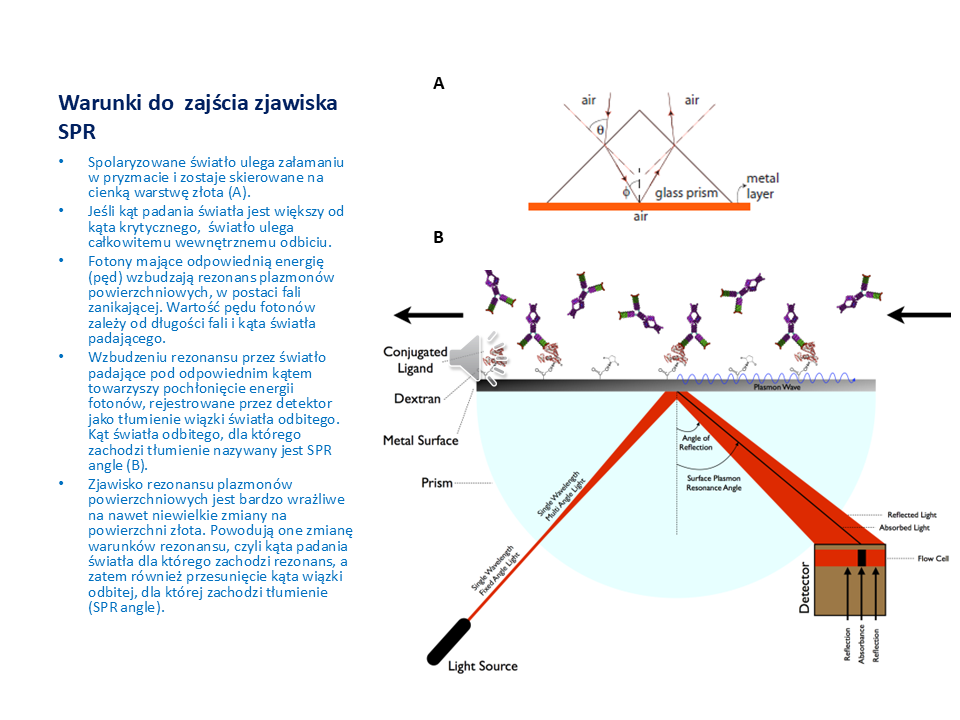 Warunki do zajścia zjawiska
SPR
• Spolaryzowane światło ulega załamaniu
w pryzmacie i zostaje skierowane na
cienką warstwę złota (A).
• Jeśli kąt padania światła jest większy od
kąta krytycznego, światło ulega
całkowitemu wewnętrznemu odbiciu.
• Fotony mające odpowiednią energię
(pęd) wzbudzają rezonans plazmonów
powierzchniowych, w postaci fali
zanikającej. Wartość pędu fotonów
zależy od długości fali i kąta światła
padającego.
• Wzbudzeniu rezonansu przez światło
padające pod odpowiednim kątem
towarzyszy pochłonięcie energii
fotonów, rejestrowane przez detektor
jako tłumienie wiązki światła odbitego.
Kąt światła odbitego, dla którego
zachodzi tłumienie nazywany jest SPR
angle (B).
• Zjawisko rezonansu plazmonów
powierzchniowych jest bardzo wrażliwe
na nawet niewielkie zmiany na
powierzchni złota. Powodują one zmianę
warunków rezonansu, czyli kąta padania
światła dla którego zachodzi rezonans, a
zatem również przesunięcie kąta wiązki
odbitej, dla której zachodzi tłumienie
(SPR angle).
A
air
air
θ
ϕ
glass prism
metal
layer
air
B
Conjugated
Ligand
Dextran
Metal Surface
Prism
Plasmon Wave
Angle of
Reflection
Surface Plasmon
Resonance Angle
Single Wavelength
Multi Angle Light
Single Wavelength
Fixed Angle Light
Reflected Light
Absorbed Light
Flow Cell
Detector
Reflection
Absorbance
Reflection
Light Source